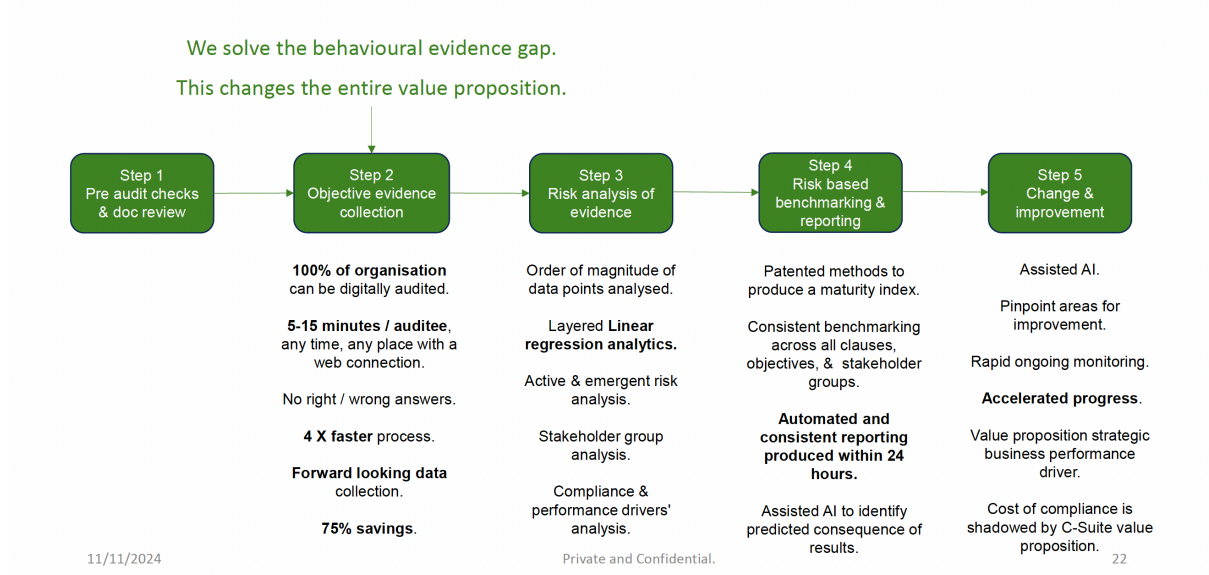 We solve the behavioural evidence gap.
This changes the entire value proposition.
Step 1
Pre audit checks
& doc review
Step 2
Objective evidence
collection
Step 3
Risk analysis of
evidence
Step 4
Risk based
benchmarking &
reporting
Step 5
Change &
improvement
100% of organisation
can be digitally audited.
5-15 minutes / auditee,
any time, any place with a
web connection.
No right / wrong answers.
4 X faster process.
Forward looking data
collection.
75% savings.
Order of magnitude of
data points analysed.
Layered Linear
regression analytics.
Active & emergent risk
analysis.
Stakeholder group
analysis.
Compliance &
performance drivers'
analysis.
Patented methods to
produce a maturity index.
Consistent benchmarking
across all clauses,
objectives, & stakeholder
groups.
Automated and
consistent reporting
produced within 24
hours.
Assisted AI to identify
predicted consequence of
results.
Assisted AI.
Pinpoint areas for
improvement.
Rapid ongoing monitoring.
Accelerated progress.
Value proposition strategic
business performance
driver.
Cost of compliance is
shadowed by C-Suite value
proposition.
11/11/2024
Private and Confidential.
22